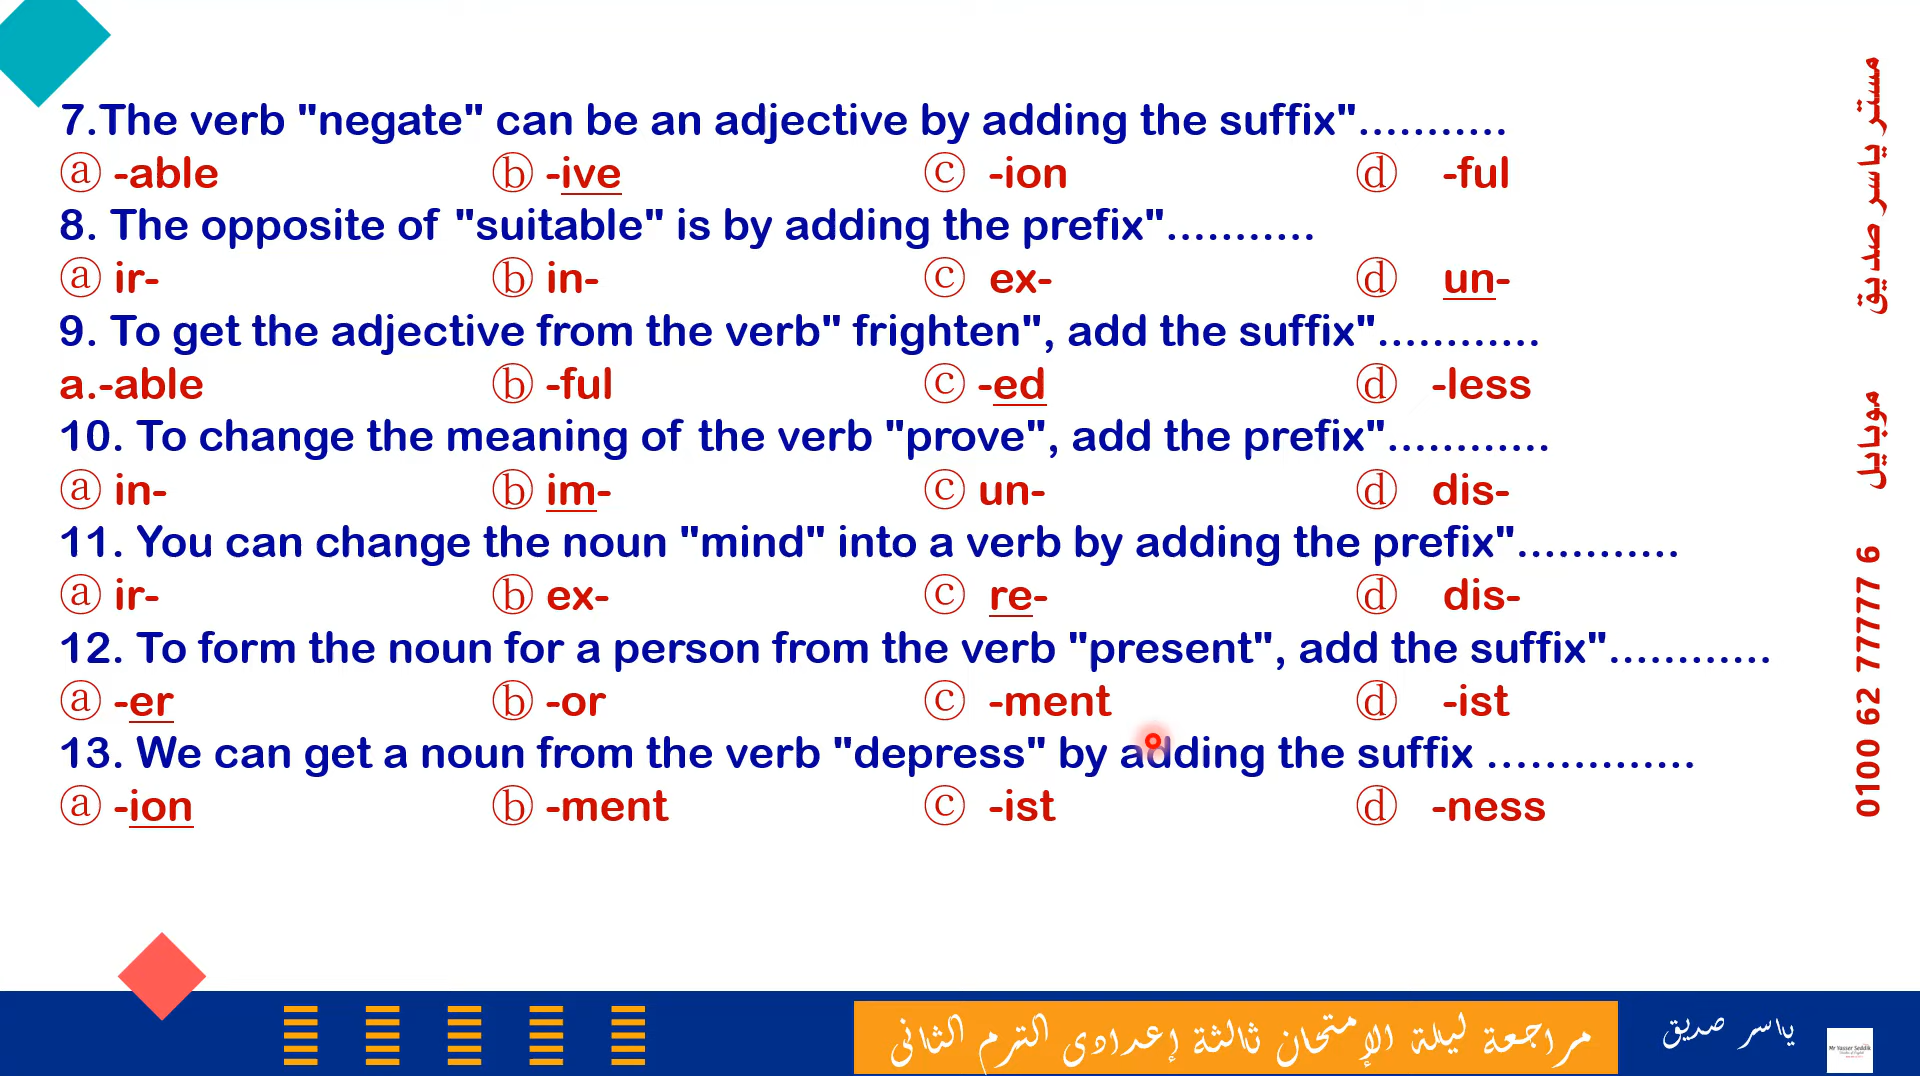 7.The verb "negate" can be an adjective by adding the suffix"...........
ⓐ -able ⓑ -ive ⓒ -ion ⓓ -ful
8. The opposite of "suitable" is by adding the prefix"...........
ⓐ ir- ⓑ in- ⓒ ex- ⓓ un-
9. To get the adjective from the verb" frighten", add the suffix"............
a.-able ⓑ -ful ⓒ -ed ⓓ -less
10. To change the meaning of the verb "prove", add the prefix"............
ⓐ in- ⓑ im- ⓒ un- ⓓ dis-
11. You can change the noun "mind" into a verb by adding the prefix"............
ⓐ ir- ⓑ ex- ⓒ re- ⓓ dis-
12. To form the noun for a person from the verb "present", add the suffix"............
ⓐ -er ⓑ -or ⓒ -ment ⓓ -ist
13. We can get a noun from the verb "depress" by adding the suffix ...............
ⓐ -ion ⓑ -ment ⓒ -ist ⓓ -ness
مستر ياسر صديق موبايل 0100 62 77777 6
مراجعة ليلة الإمتحان ثالثة إعدادى الترم الثانى
ياسر صديق
Mr Yasser Seddik